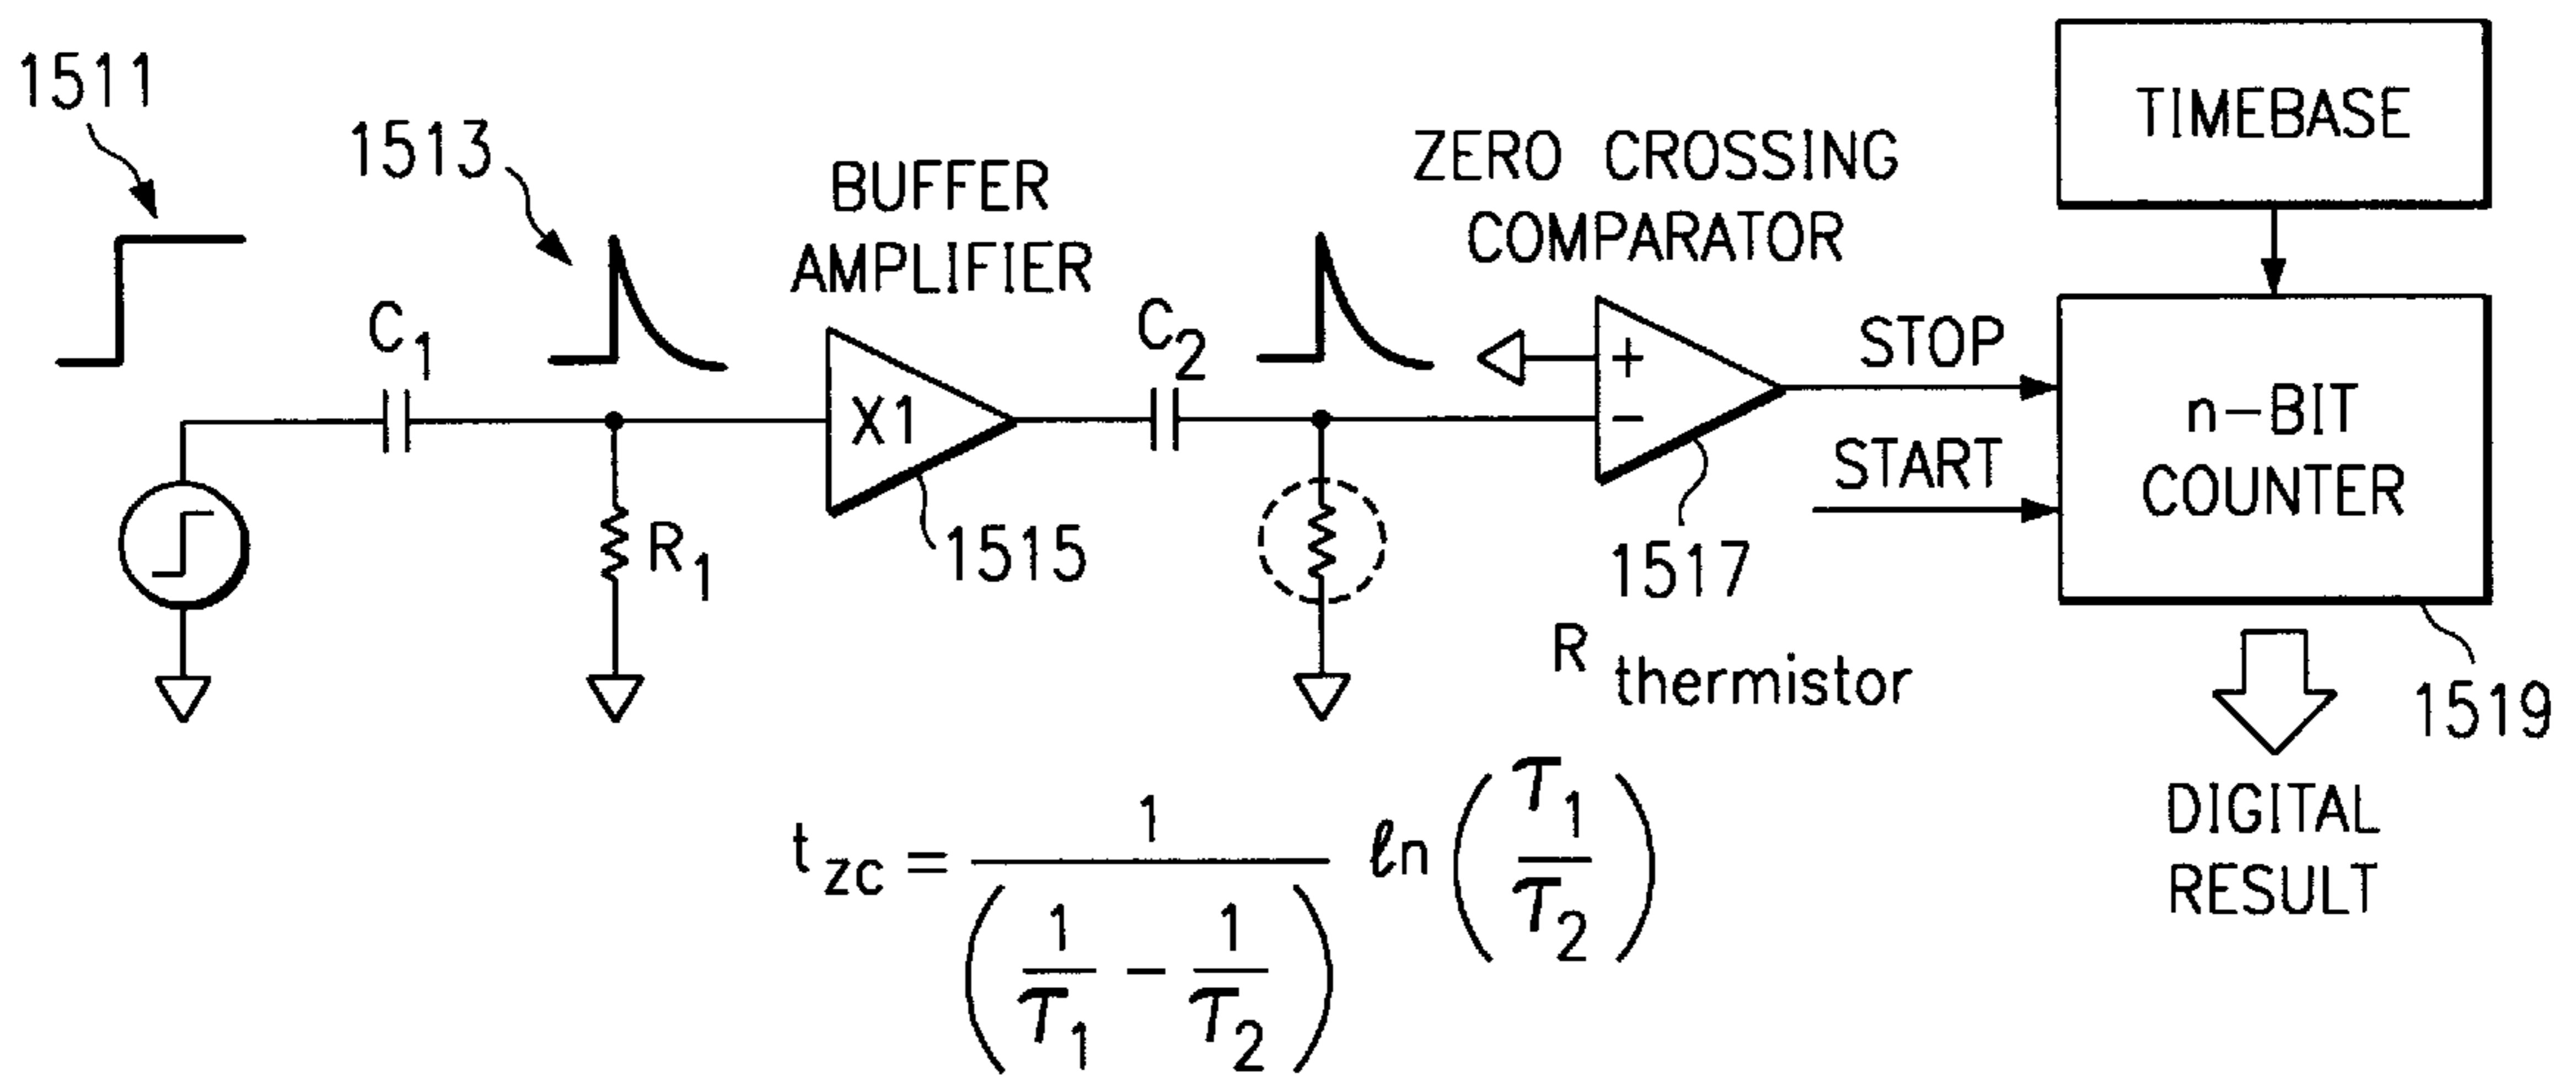 1511
1513
BUFFER
AMPLIFIER
ZERO CROSSING
COMPARATOR
TIMEBASE
C1
X1
C2
+
−
STOP
START
n-BIT
COUNTER
R1
1515
1517
R thermistor
1519
DIGITAL
RESULT
t zc = 1 / (1/τ1 − 1/τ2) ℓn (τ1/τ2)